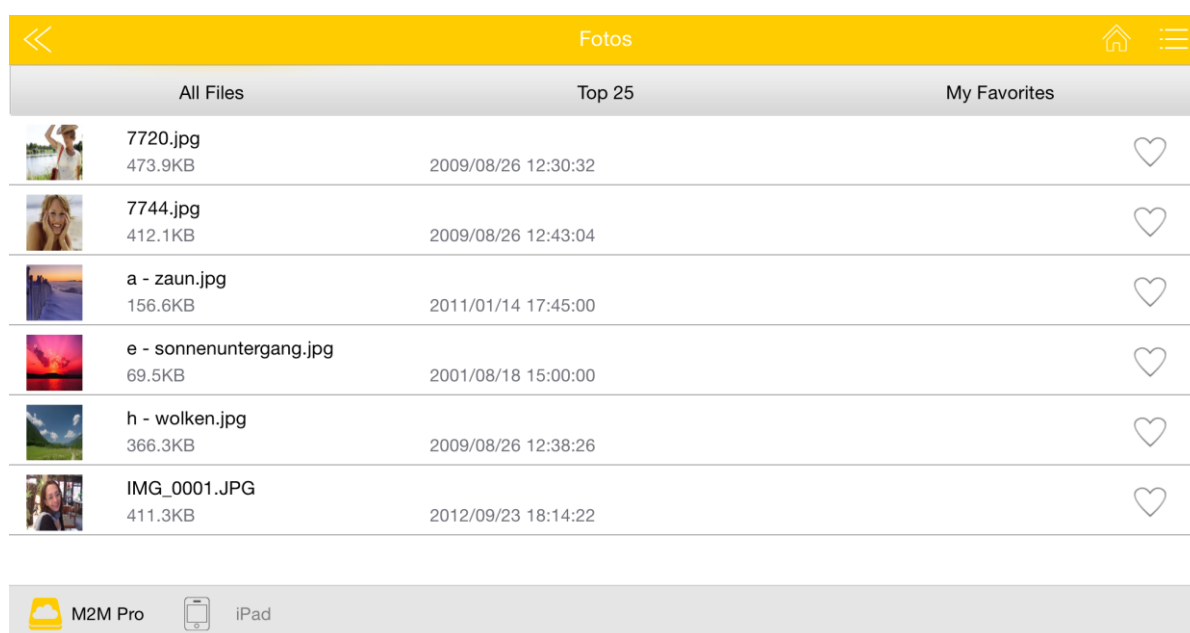 Fotos
All Files Top 25 My Favorites
7720.jpg
473.9KB 2009/08/26 12:30:32
7744.jpg
412.1KB 2009/08/26 12:43:04
a - zaun.jpg
156.6KB 2011/01/14 17:45:00
e - sonnenuntergang.jpg
69.5KB 2001/08/18 15:00:00
h - wolken.jpg
366.3KB 2009/08/26 12:38:26
IMG_0001.JPG
411.3KB 2012/09/23 18:14:22
M2M Pro iPad